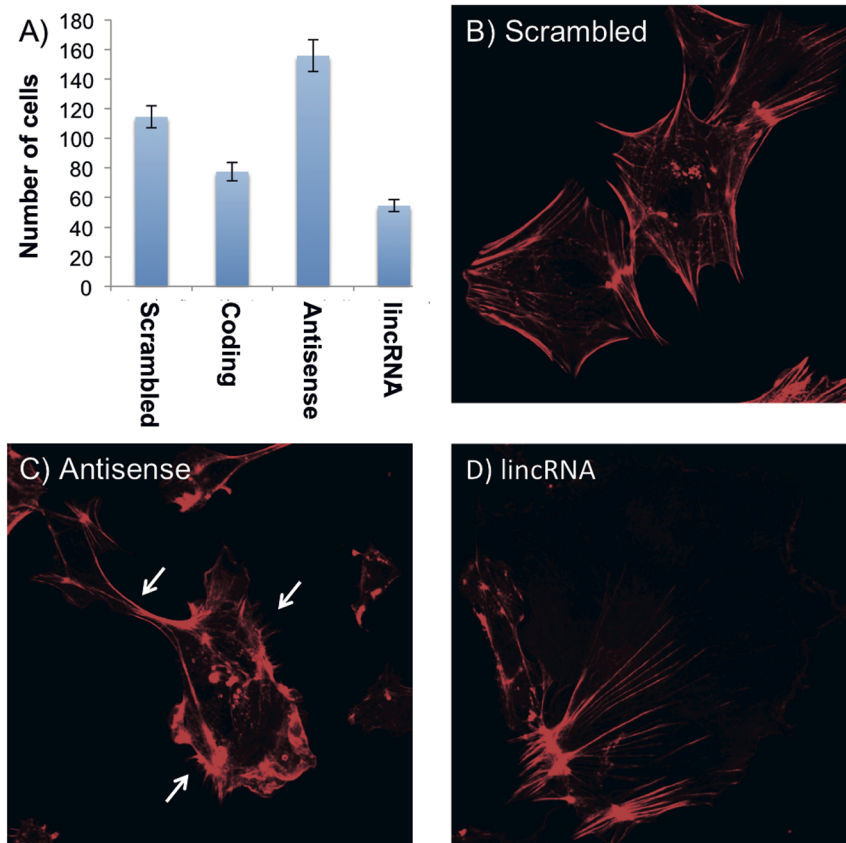 A)
Number of cells
180
160
140
120
100
80
60
40
20
0
Scrambled
Coding
Antisense
lincRNA
B) Scrambled
C) Antisense
D) lincRNA